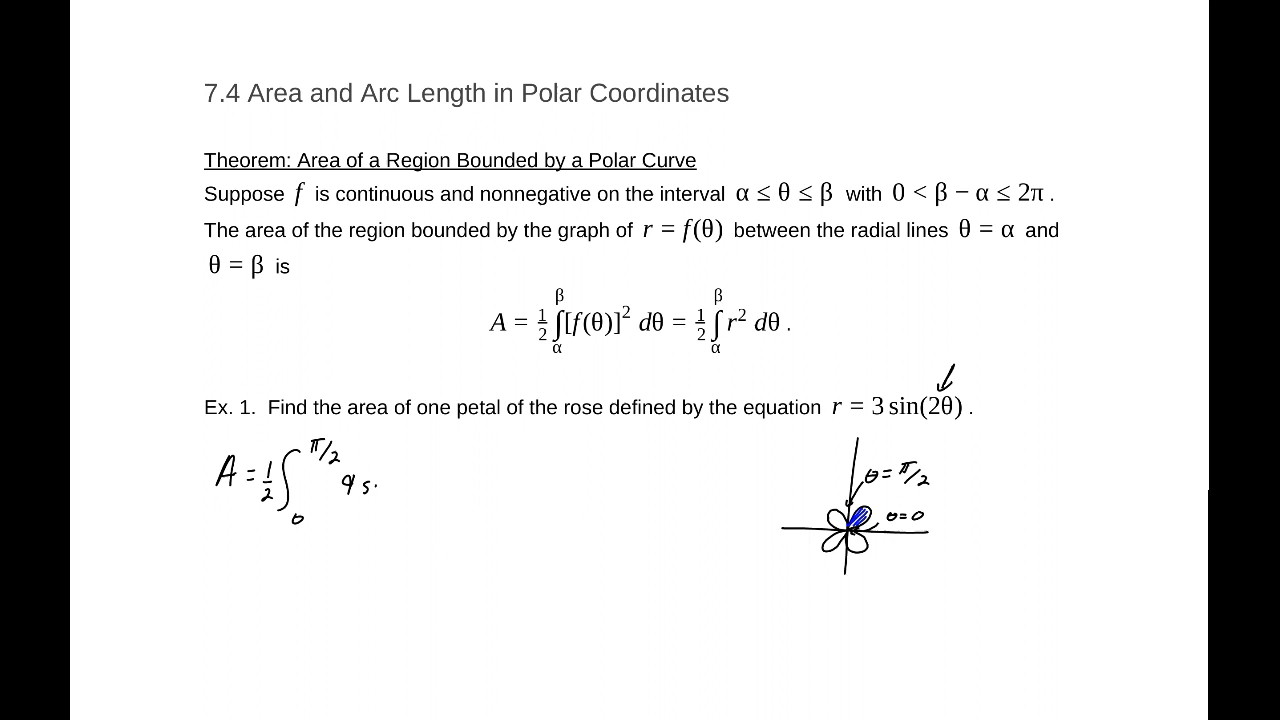 7.4 Area and Arc Length in Polar Coordinates
Theorem: Area of a Region Bounded by a Polar Curve
Suppose f is continuous and nonnegative on the interval α ≤ θ ≤ β with 0 < β − α ≤ 2π .
The area of the region bounded by the graph of r = f(θ) between the radial lines θ = α and
θ = β is
A = 1/2 ∫_α^β [f(θ)]² dθ = 1/2 ∫_α^β r² dθ .
Ex. 1. Find the area of one petal of the rose defined by the equation r = 3 sin(2θ) .
A = 1/2 ∫_0^{π/2} 9 s
θ = π/2
θ = 0